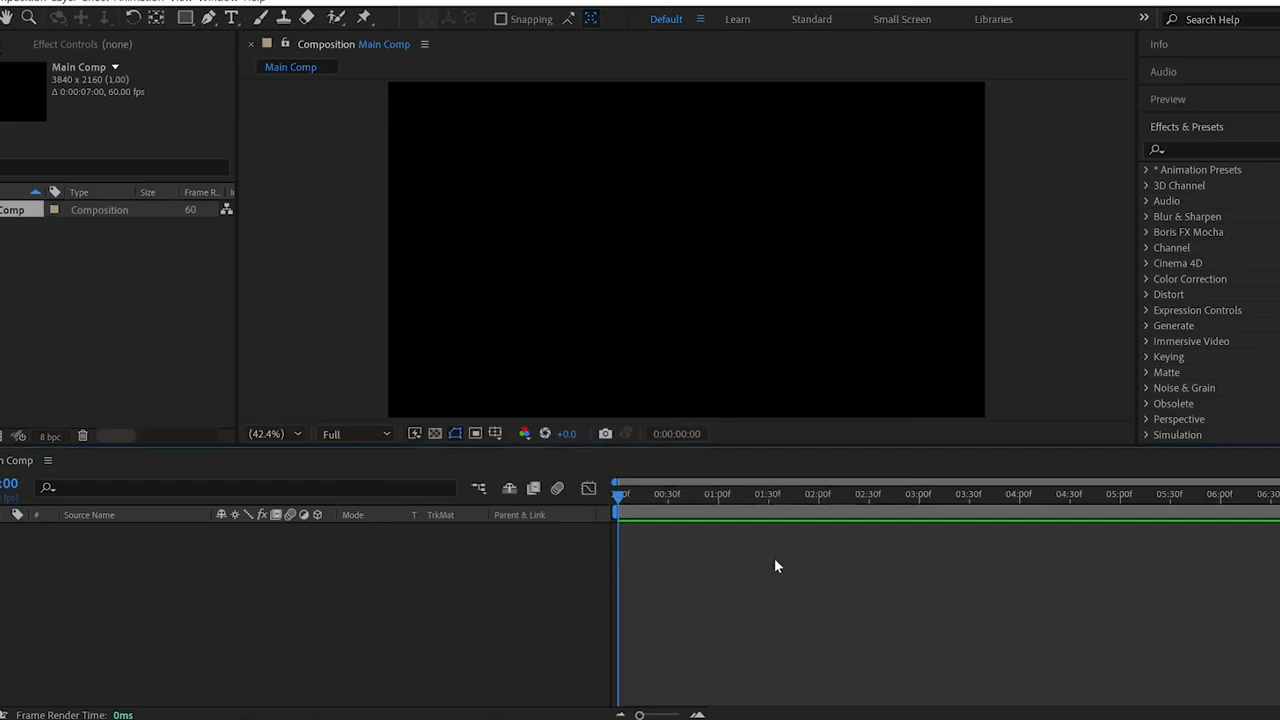 Snapping
Default
Learn
Standard
Small Screen
Libraries
Search Help
Effect Controls (none)
Composition Main Comp
Info
Main Comp
3840 x 2160 (1.00)
Δ 0:00:07:00, 60.00 fps
Main Comp
Audio
Preview
Effects & Presets
* Animation Presets
3D Channel
Audio
Blur & Sharpen
Boris FX Mocha
Channel
Cinema 4D
Color Correction
Distort
Expression Controls
Generate
Immersive Video
Keying
Matte
Noise & Grain
Obsolete
Perspective
Simulation
Type Size Frame R..
Comp Composition 60
8 bpc
(42.4%) Full +0.0 0:00:00:00
n Comp
:00
00:30f 01:00f 01:30f 02:00f 02:30f 03:00f 03:30f 04:00f 04:30f 05:00f 05:30f 06:00f 06:30
# Source Name Mode T TrkMat Parent & Link
Frame Render Time: 0ms